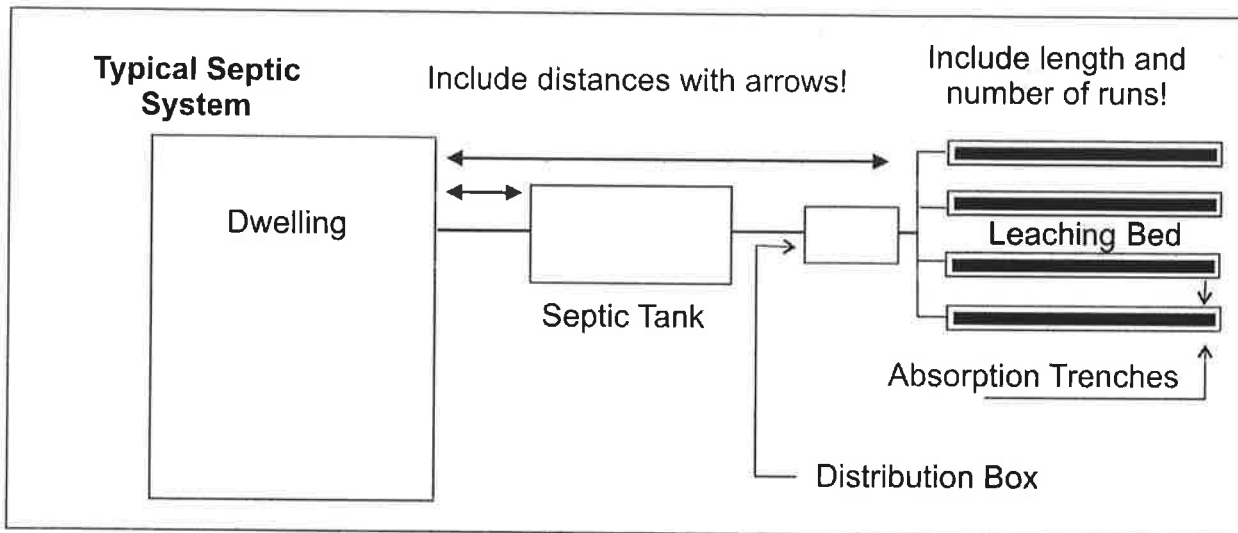 Typical Septic
System
Include distances with arrows!
Include length and
number of runs!
Dwelling
Septic Tank
Leaching Bed
Absorption Trenches
Distribution Box